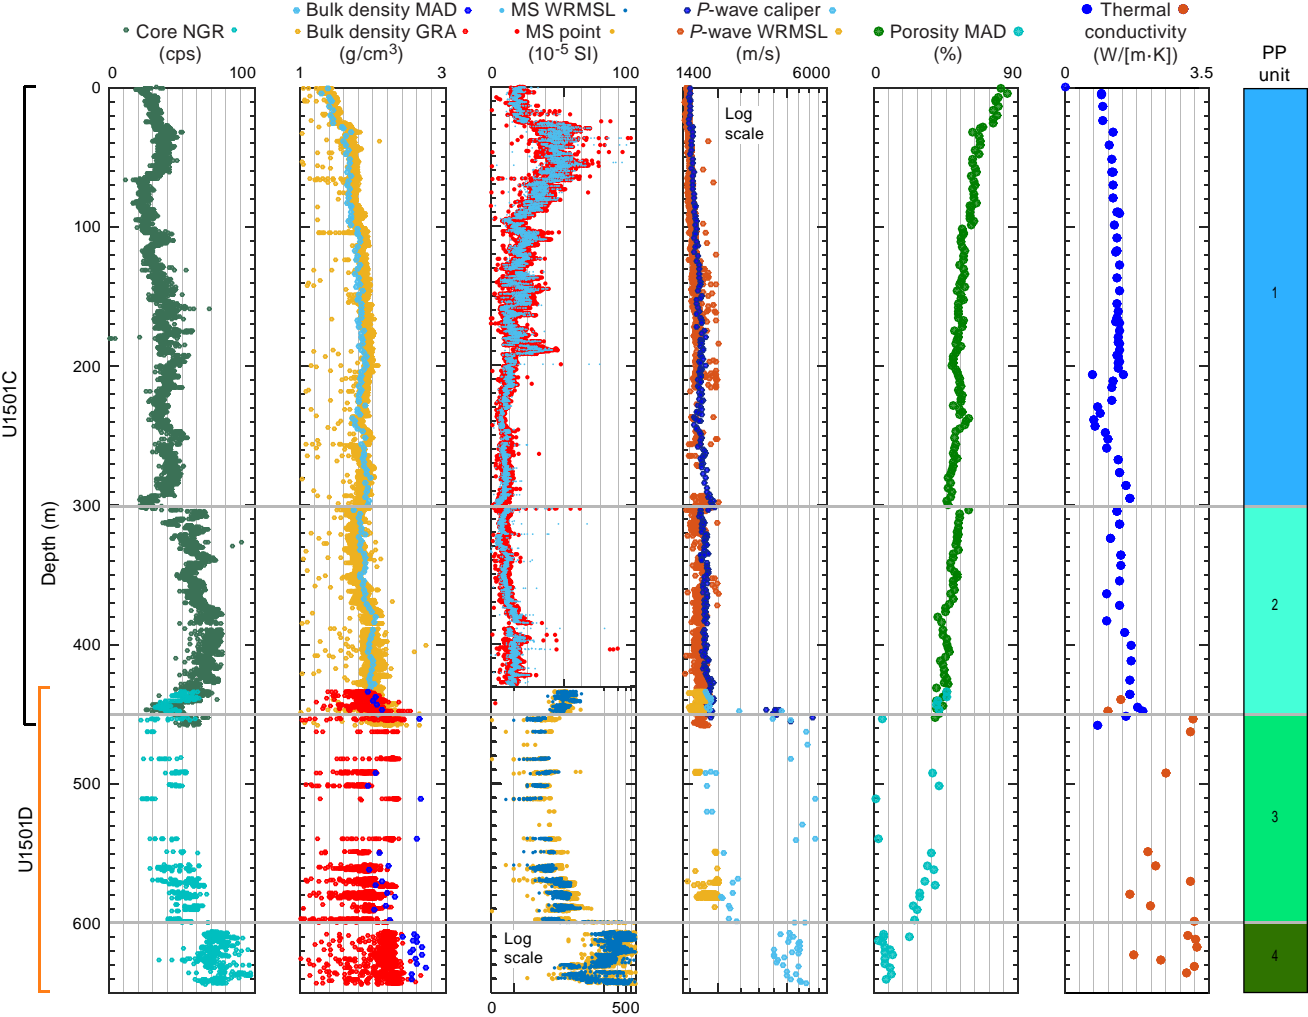 Core NGR
(cps)
Bulk density MAD
Bulk density GRA
(g/cm³)
MS WRMSL
MS point
(10⁻⁵ SI)
P-wave caliper
P-wave WRMSL
(m/s)
Porosity MAD
(%)
Thermal
conductivity
(W/[m·K])
PP
unit
0 100
1 3
0 100
1400 6000
0 90
0 3.5
Log
scale
U1501C
U1501D
Depth (m)
0
100
200
300
400
500
600
1
2
3
4
Log
scale
0 500